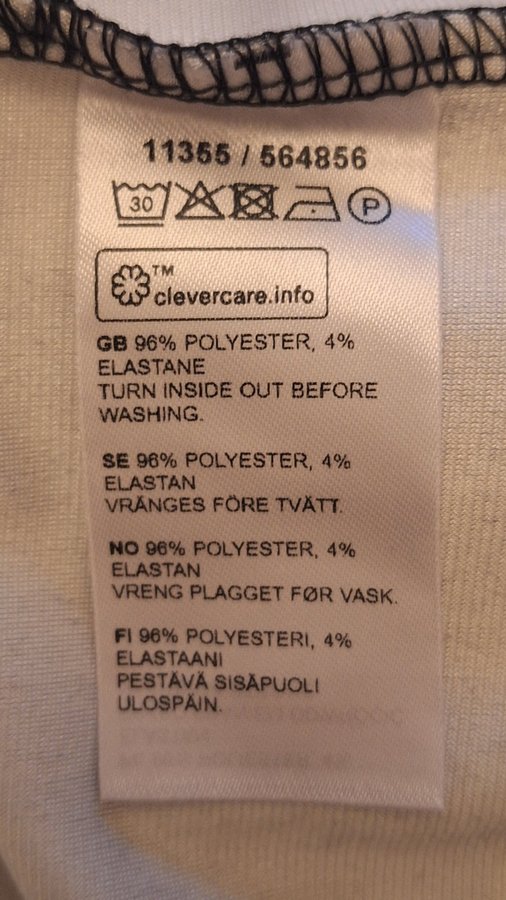 11355 / 564856
30 P
™ clevercare.info
GB 96% POLYESTER, 4%
ELASTANE
TURN INSIDE OUT BEFORE
WASHING.
SE 96% POLYESTER, 4%
ELASTAN
VRÄNGES FÖRE TVÄTT.
NO 96% POLYESTER, 4%
ELASTAN
VRENG PLAGGET FØR VASK.
FI 96% POLYESTERI, 4%
ELASTAANI
PESTÄVÄ SISÄPUOLI
ULOSPÄIN.